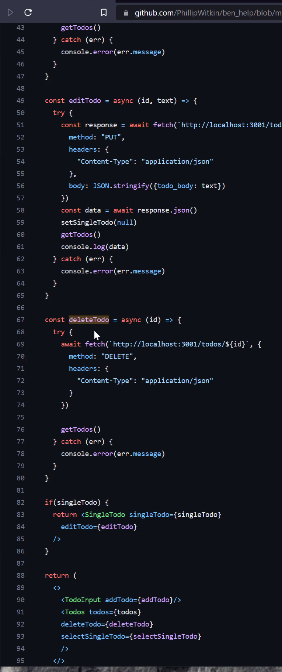 github.com/PhillipWitkin/ben_help/blob/m
43 getTodos()
44 } catch (err) {
45 console.error(err.message)
46 }
47 }
48
49 const editTodo = async (id, text) => {
50 try {
51 const response = await fetch(`http://localhost:3001/tod
52 method: "PUT",
53 headers: {
54 "Content-Type": "application/json"
55 },
56 body: JSON.stringify({todo_body: text})
57 })
58 const data = await response.json()
59 setSingleTodo(null)
60 getTodos()
61 console.log(data)
62 } catch (err) {
63 console.error(err.message)
64 }
65 }
66
67 const deleteTodo = async (id) => {
68 try {
69 await fetch(`http://localhost:3001/todos/${id}`, {
70 method: "DELETE",
71 headers: {
72 "Content-Type": "application/json"
73 }
74 })
75
76 getTodos()
77 } catch (err) {
78 console.error(err.message)
79 }
80 }
81
82 if(singleTodo) {
83 return <SingleTodo singleTodo={singleTodo}
84 editTodo={editTodo}
85 />
86 }
87
88 return (
89 <>
90 <TodoInput addTodo={addTodo}/>
91 <Todos todos={todos}
92 deleteTodo={deleteTodo}
93 selectSingleTodo={selectSingleTodo}
94 />
95 </>